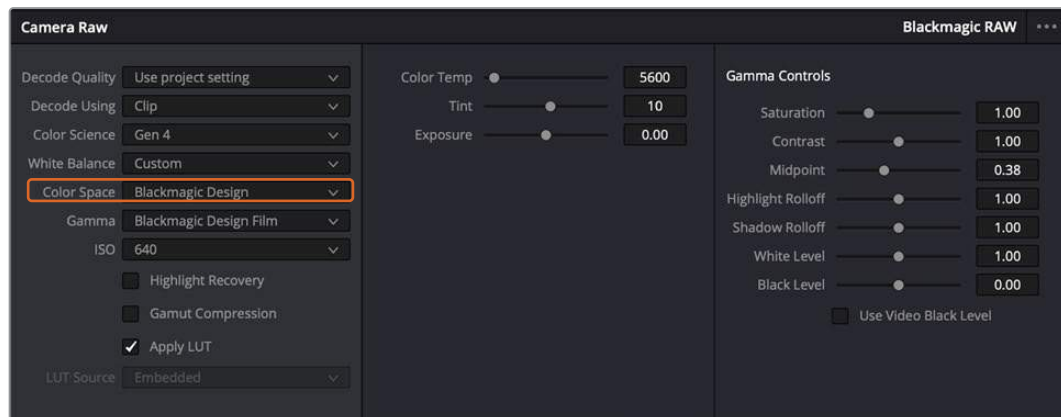 Camera Raw
Blackmagic RAW
Decode Quality Use project setting
Decode Using Clip
Color Science Gen 4
White Balance Custom
Color Space Blackmagic Design
Gamma Blackmagic Design Film
ISO 640
Highlight Recovery
Gamut Compression
Apply LUT
LUT Source Embedded
Color Temp 5600
Tint 10
Exposure 0.00
Gamma Controls
Saturation 1.00
Contrast 1.00
Midpoint 0.38
Highlight Rolloff 1.00
Shadow Rolloff 1.00
White Level 1.00
Black Level 0.00
Use Video Black Level